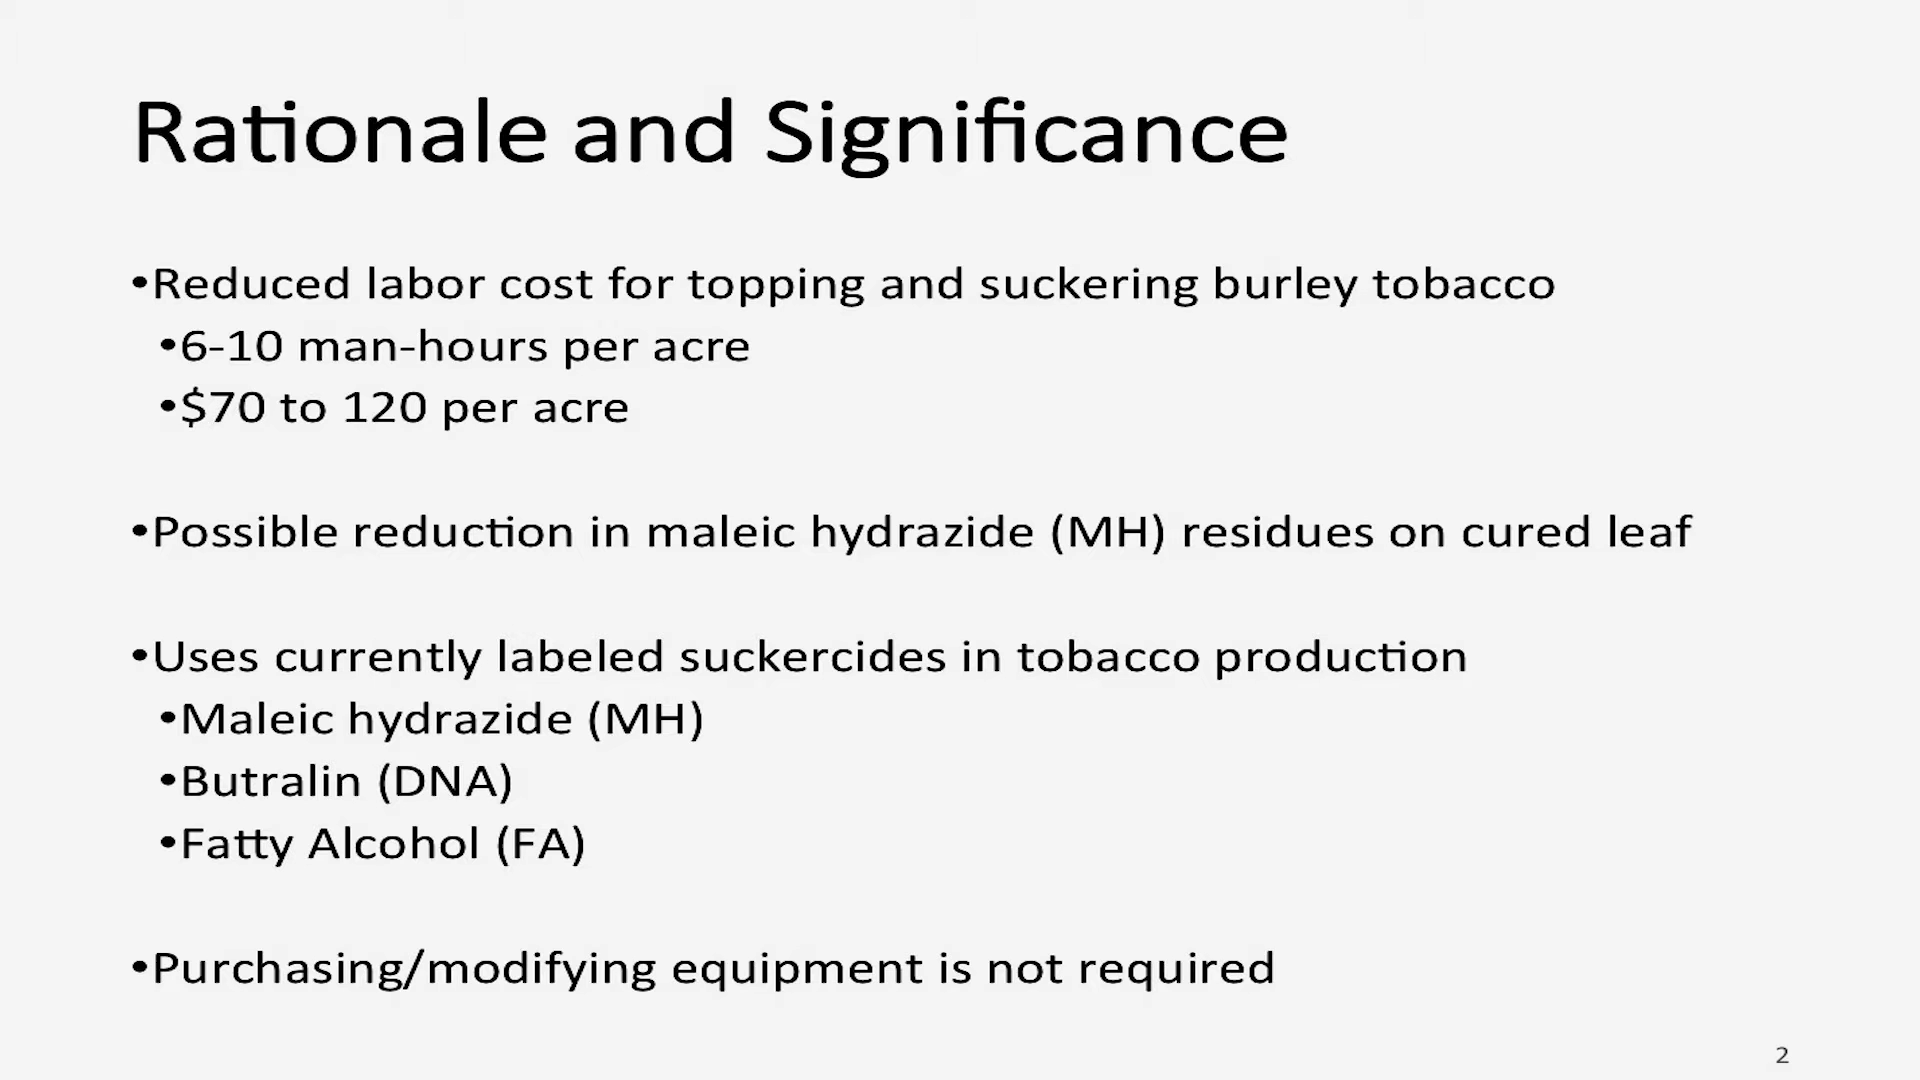 Rationale and Significance
•Reduced labor cost for topping and suckering burley tobacco
•6-10 man-hours per acre
•$70 to 120 per acre
•Possible reduction in maleic hydrazide (MH) residues on cured leaf
•Uses currently labeled suckercides in tobacco production
•Maleic hydrazide (MH)
•Butralin (DNA)
•Fatty Alcohol (FA)
•Purchasing/modifying equipment is not required
2